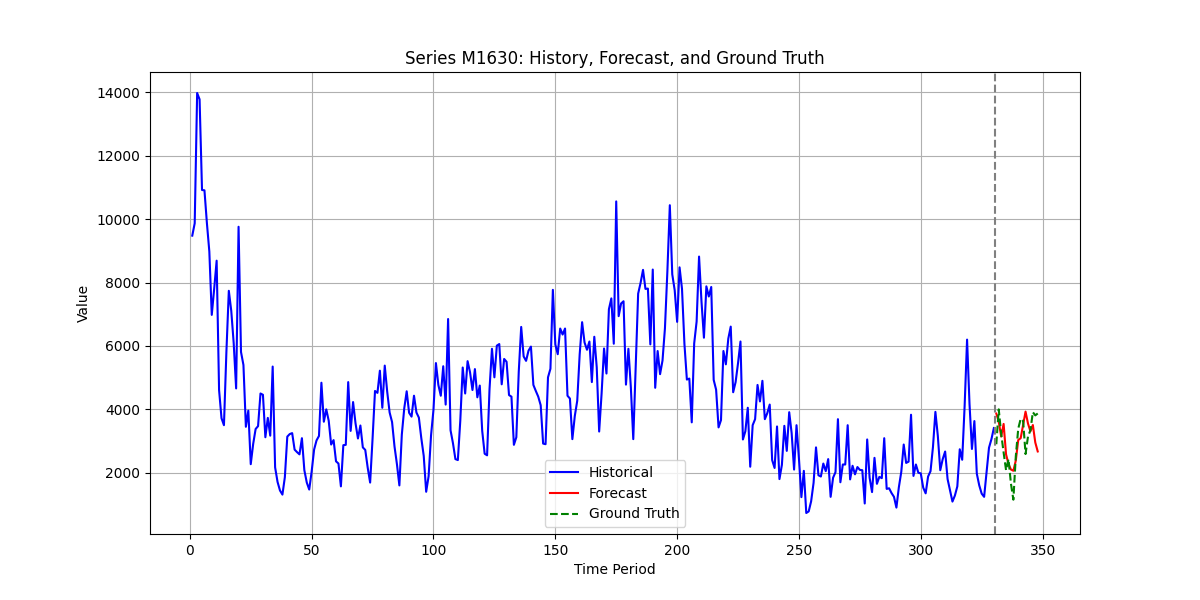 Series M1630: History, Forecast, and Ground Truth
14000
12000
10000
8000
6000
4000
2000
Value
Historical
Forecast
Ground Truth
0
50
100
150
200
250
300
350
Time Period